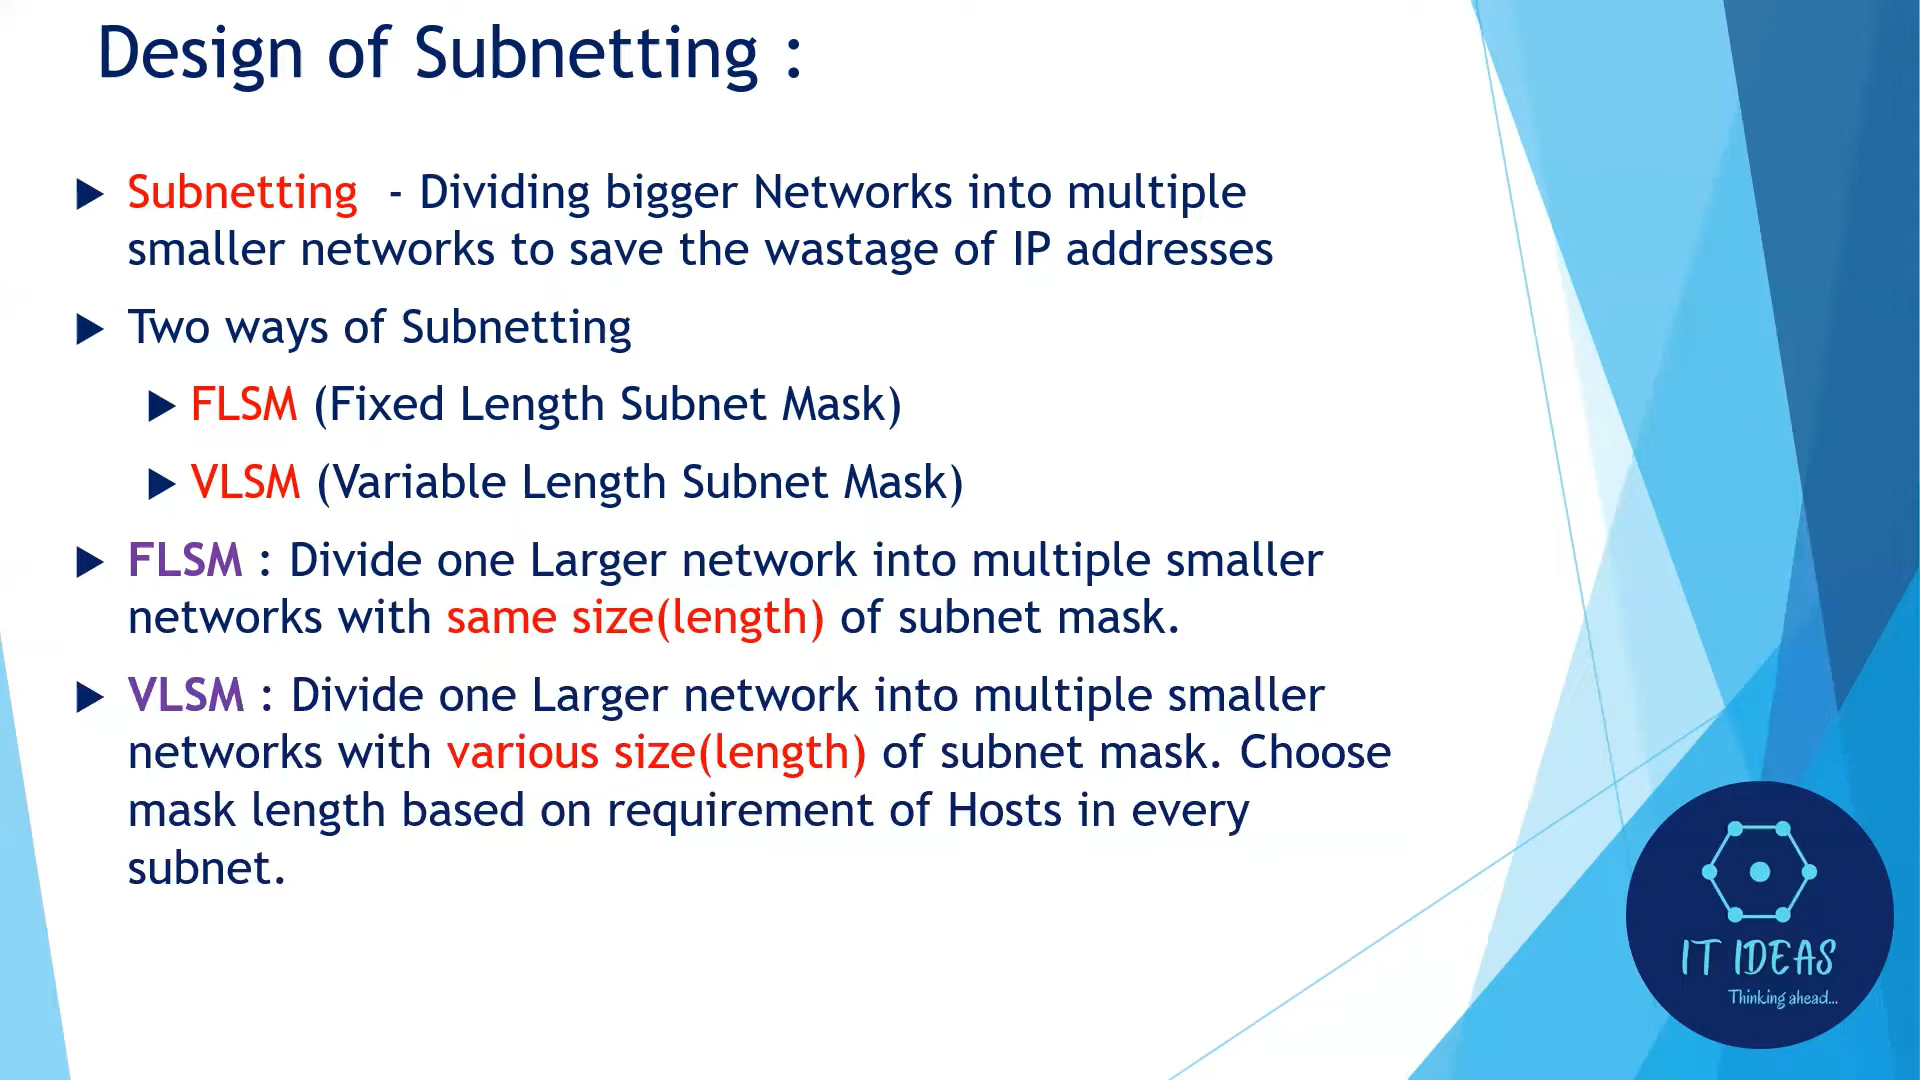 Design of Subnetting :
Subnetting - Dividing bigger Networks into multiple
smaller networks to save the wastage of IP addresses
Two ways of Subnetting
FLSM (Fixed Length Subnet Mask)
VLSM (Variable Length Subnet Mask)
FLSM : Divide one Larger network into multiple smaller
networks with same size(length) of subnet mask.
VLSM : Divide one Larger network into multiple smaller
networks with various size(length) of subnet mask. Choose
mask length based on requirement of Hosts in every
subnet.
IT IDEAS
Thinking ahead...